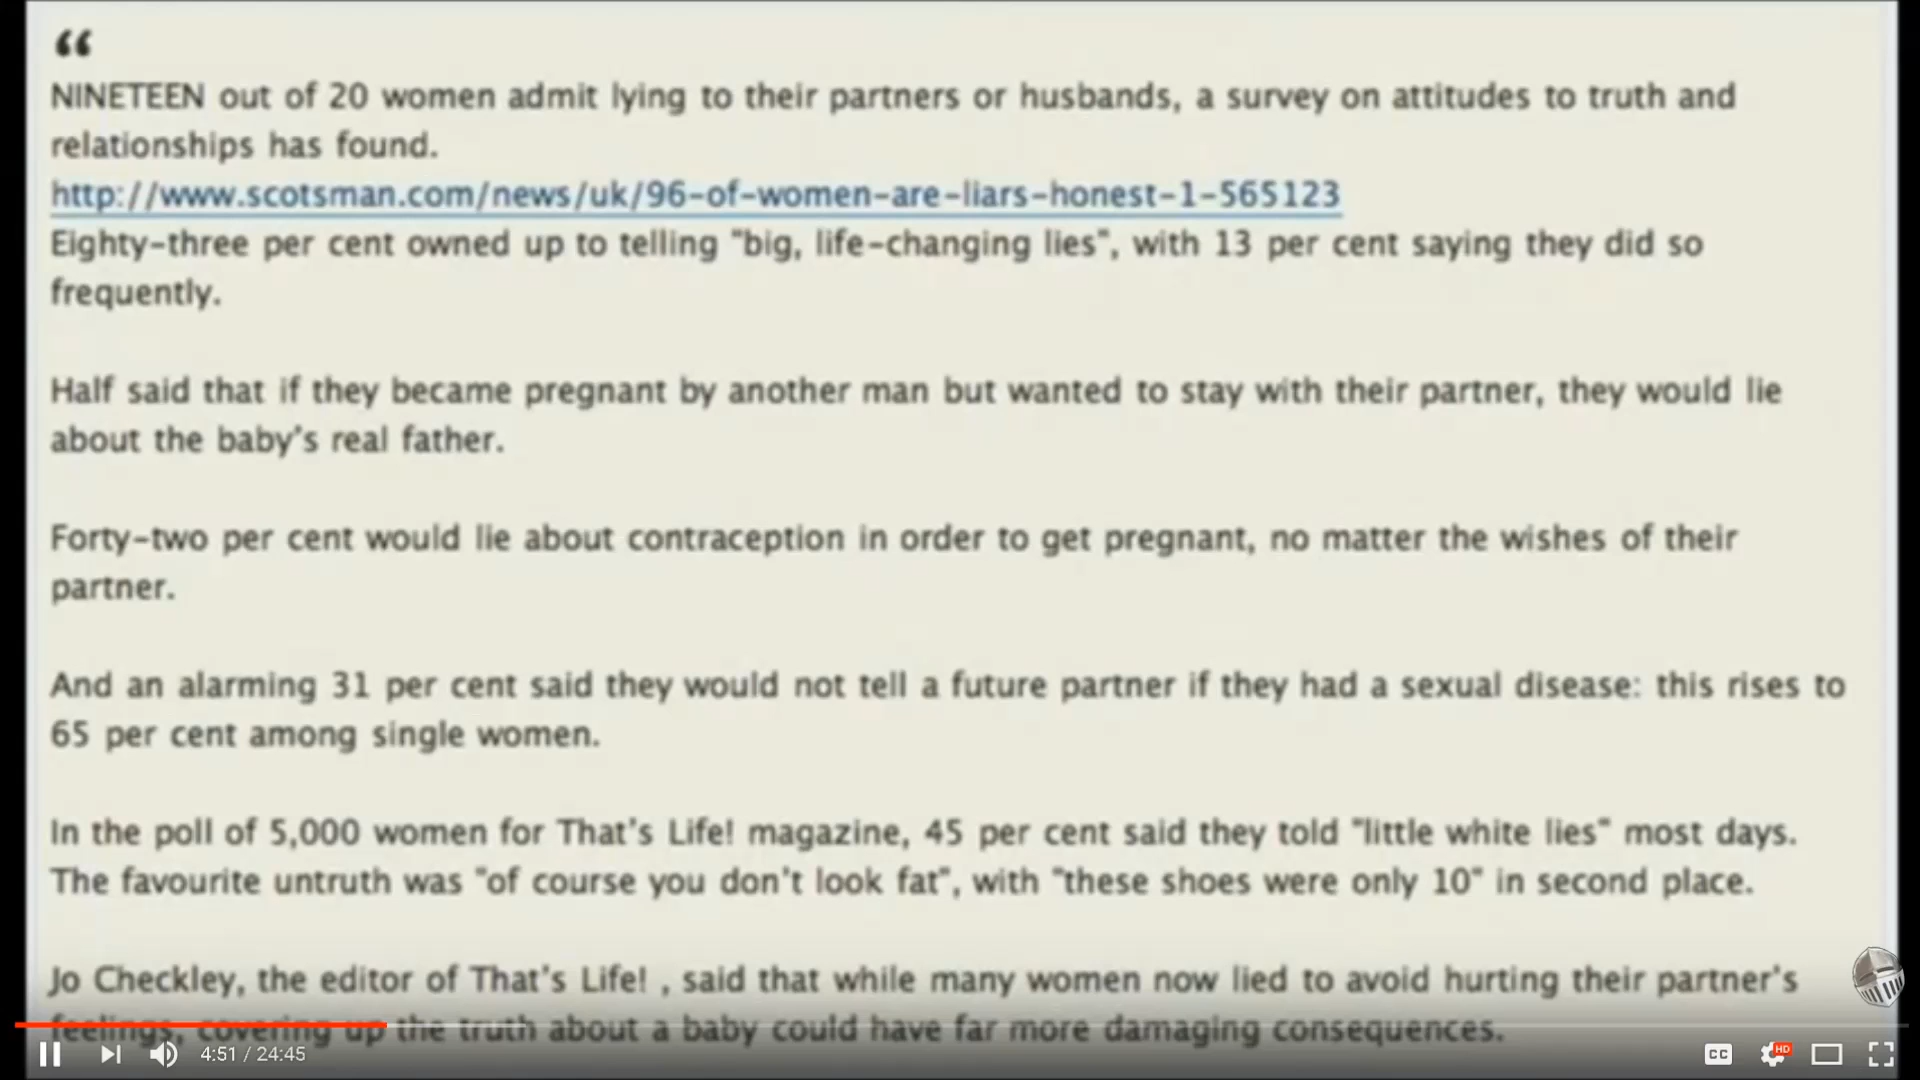 “
NINETEEN out of 20 women admit lying to their partners or husbands, a survey on attitudes to truth and
relationships has found.
http://www.scotsman.com/news/uk/96-of-women-are-liars-honest-1-565123
Eighty-three per cent owned up to telling "big, life-changing lies", with 13 per cent saying they did so
frequently.
Half said that if they became pregnant by another man but wanted to stay with their partner, they would lie
about the baby's real father.
Forty-two per cent would lie about contraception in order to get pregnant, no matter the wishes of their
partner.
And an alarming 31 per cent said they would not tell a future partner if they had a sexual disease: this rises to
65 per cent among single women.
In the poll of 5,000 women for That's Life! magazine, 45 per cent said they told "little white lies" most days.
The favourite untruth was "of course you don't look fat", with "these shoes were only 10" in second place.
Jo Checkley, the editor of That's Life! , said that while many women now lied to avoid hurting their partner's
feelings, covering up the truth about a baby could have far more damaging consequences.
4:51 / 24:45
CC
HD